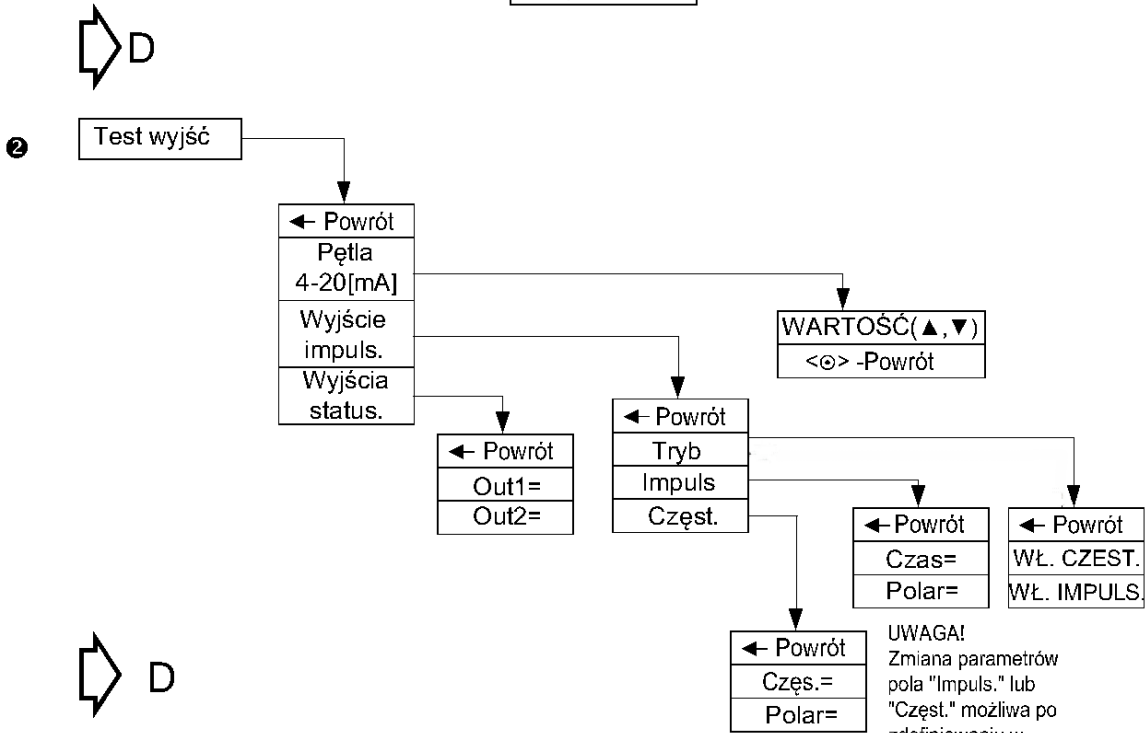 D
❷
Test wyjść
← Powrót
Pętla
4-20[mA]
Wyjście
impuls.
Wyjścia
status.
WARTOŚĆ(▲,▼)
<⊙> -Powrót
← Powrót
Out1=
Out2=
← Powrót
Tryb
Impuls
Częst.
← Powrót
Czas=
Polar=
← Powrót
WŁ. CZEST.
WŁ. IMPULS.
← Powrót
Częs.=
Polar=
UWAGA!
Zmiana parametrów
pola "Impuls." lub
"Częst." możliwa po
D